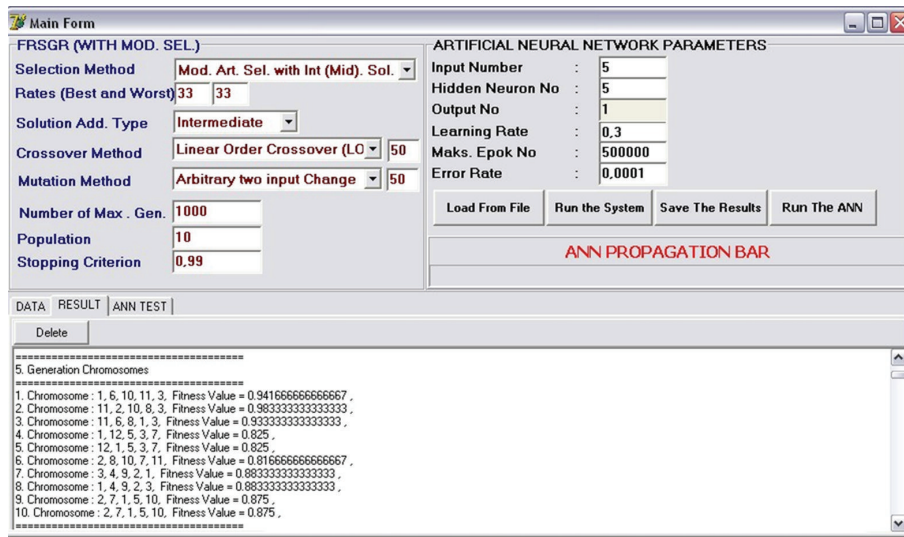 Main Form
FRSGR (WITH MOD. SEL.)
Selection Method Mod. Art. Sel. with Int (Mid). Sol.
Rates (Best and Worst) 33 33
Solution Add. Type Intermediate
Crossover Method Linear Order Crossover (LO 50
Mutation Method Arbitrary two input Change 50
Number of Max . Gen. 1000
Population 10
Stopping Criterion 0,99
ARTIFICIAL NEURAL NETWORK PARAMETERS
Input Number : 5
Hidden Neuron No : 5
Output No : 1
Learning Rate : 0,3
Maks. Epok No : 500000
Error Rate : 0,0001
Load From File Run the System Save The Results Run The ANN
ANN PROPAGATION BAR
DATA RESULT ANN TEST
Delete
======================================
5. Generation Chromosomes
======================================
1. Chromosome : 1, 6, 10, 11, 3, Fitness Value = 0.941666666666667 ,
2. Chromosome : 11, 2, 10, 8, 3, Fitness Value = 0.983333333333333 ,
3. Chromosome : 11, 6, 8, 1, 3, Fitness Value = 0.933333333333333 ,
4. Chromosome : 1, 12, 5, 3, 7, Fitness Value = 0.825 ,
5. Chromosome : 12, 1, 5, 3, 7, Fitness Value = 0.825 ,
6. Chromosome : 2, 8, 10, 7, 11, Fitness Value = 0.816666666666667 ,
7. Chromosome : 3, 4, 9, 2, 1, Fitness Value = 0.883333333333333 ,
8. Chromosome : 1, 4, 9, 2, 3, Fitness Value = 0.883333333333333 ,
9. Chromosome : 2, 7, 1, 5, 10, Fitness Value = 0.875 ,
10. Chromosome : 2, 7, 1, 5, 10, Fitness Value = 0.875 ,
======================================